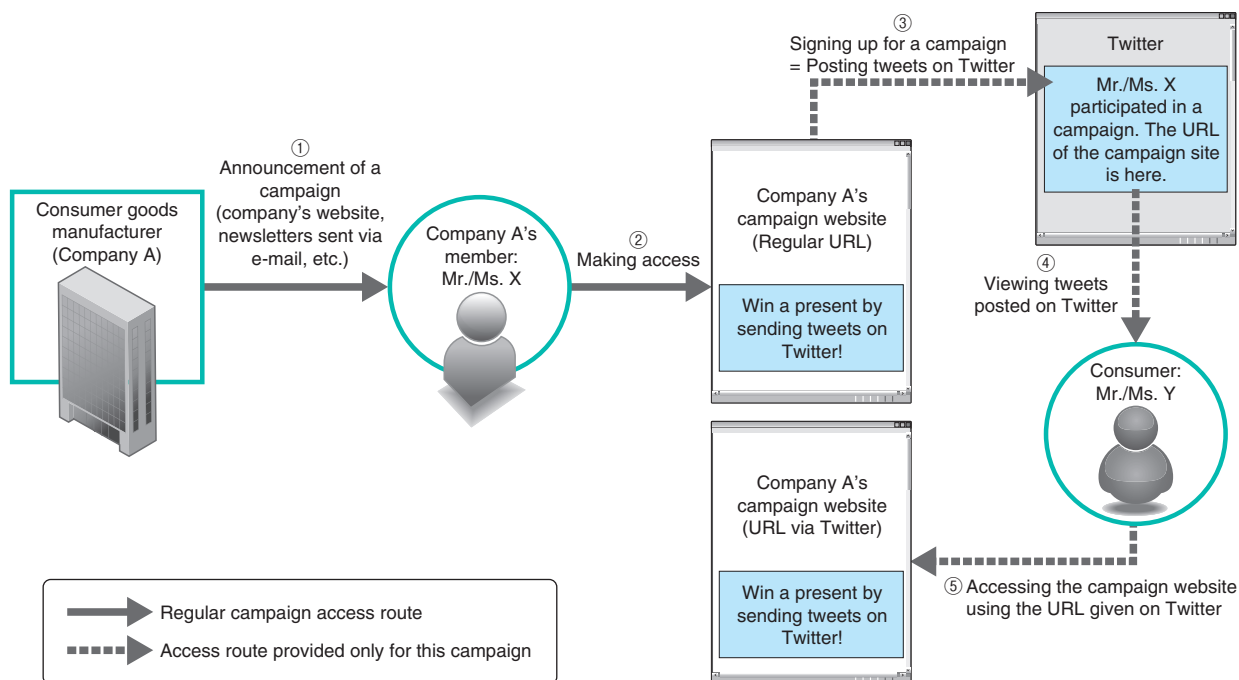 Consumer goods
manufacturer
(Company A)
①
Announcement of a
campaign
(company's website,
newsletters sent via
e-mail, etc.)
Company A's
member:
Mr./Ms. X
②
Making access
Company A's
campaign website
(Regular URL)
Win a present by
sending tweets on
Twitter!
③
Signing up for a campaign
= Posting tweets on Twitter
Twitter
Mr./Ms. X
participated in a
campaign. The URL
of the campaign site
is here.
④
Viewing tweets
posted on Twitter
Consumer:
Mr./Ms. Y
⑤ Accessing the campaign website
using the URL given on Twitter
Company A's
campaign website
(URL via Twitter)
Win a present by
sending tweets on
Twitter!
Regular campaign access route
Access route provided only for this campaign